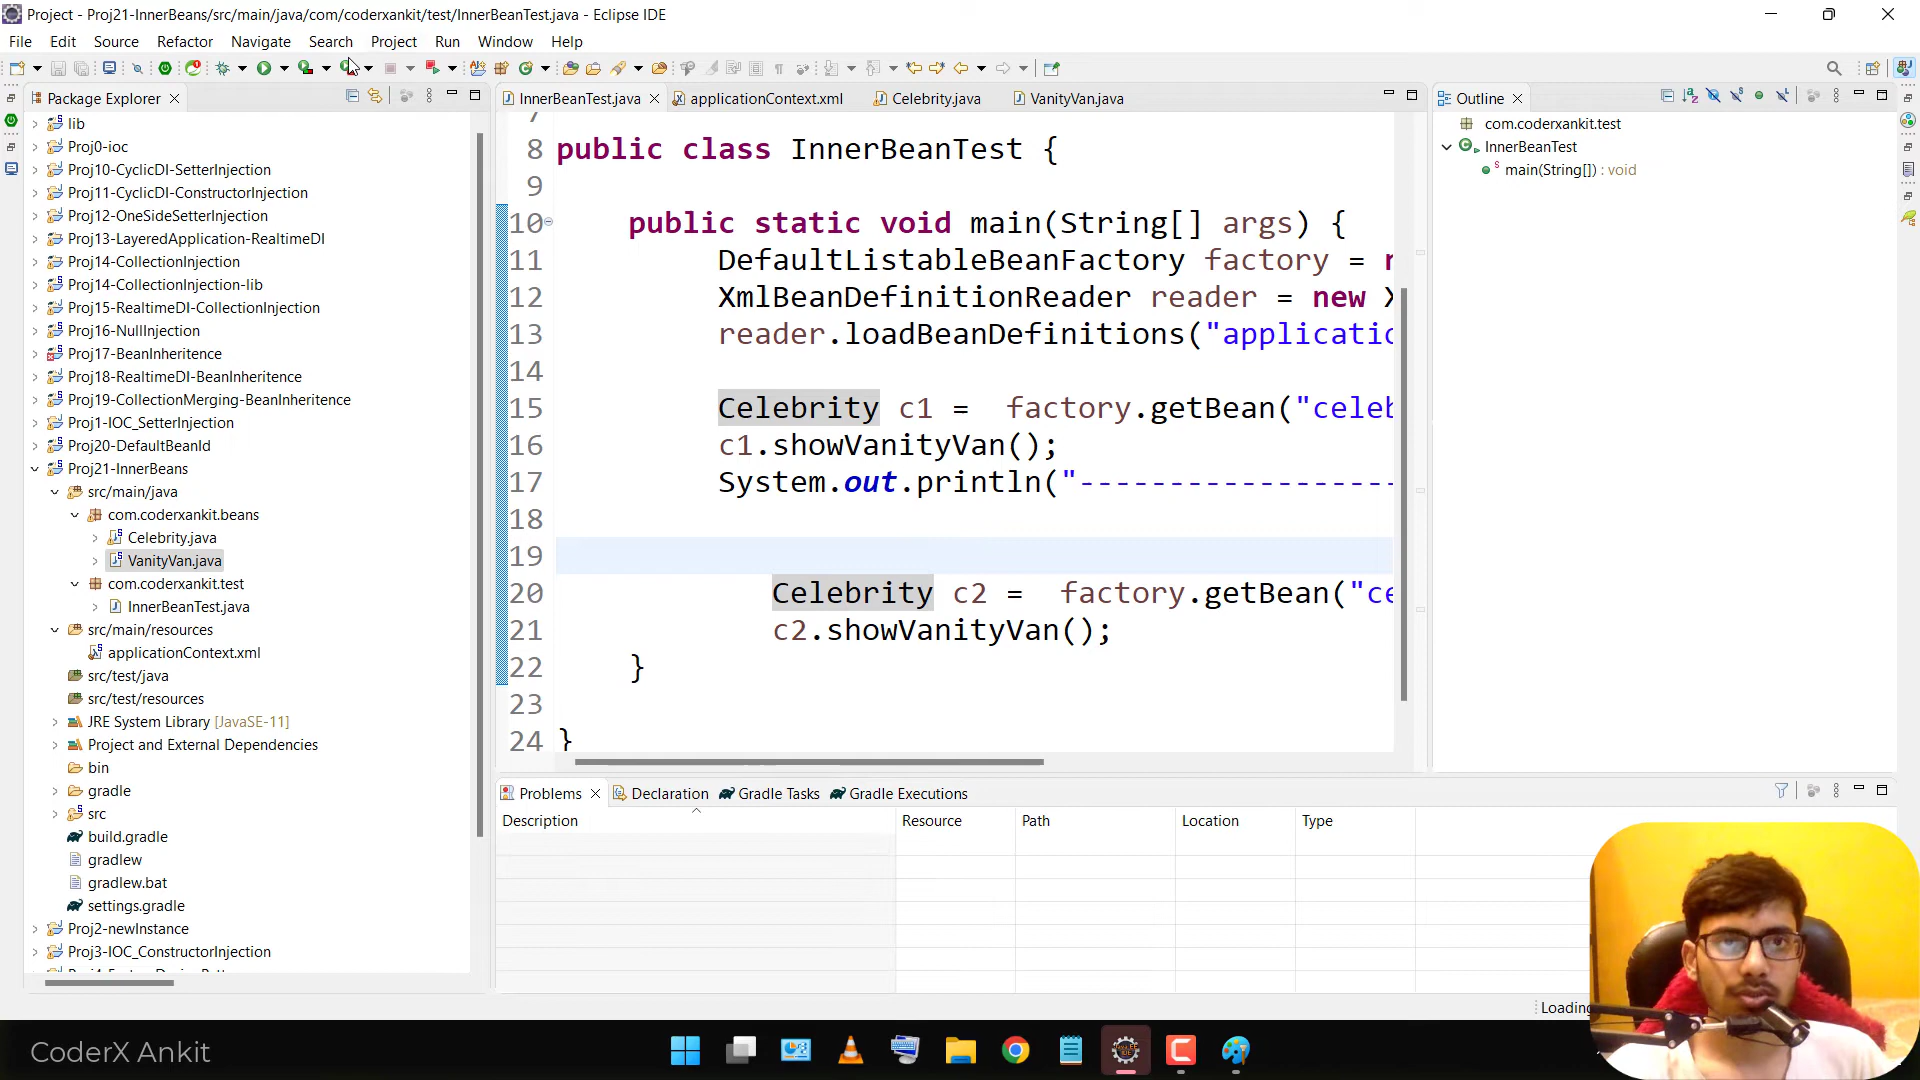 Project - Proj21-InnerBeans/src/main/java/com/coderxankit/test/InnerBeanTest.java - Eclipse IDE
File Edit Source Refactor Navigate Search Project Run Window Help
Package Explorer
lib
Proj0-ioc
Proj10-CyclicDI-SetterInjection
Proj11-CyclicDI-ConstructorInjection
Proj12-OneSideSetterInjection
Proj13-LayeredApplication-RealtimeDI
Proj14-CollectionInjection
Proj14-CollectionInjection-lib
Proj15-RealtimeDI-CollectionInjection
Proj16-NullInjection
Proj17-BeanInheritence
Proj18-RealtimeDI-BeanInheritence
Proj19-CollectionMerging-BeanInheritence
Proj1-IOC_SetterInjection
Proj20-DefaultBeanId
Proj21-InnerBeans
src/main/java
com.coderxankit.beans
Celebrity.java
VanityVan.java
com.coderxankit.test
InnerBeanTest.java
src/main/resources
applicationContext.xml
src/test/java
src/test/resources
JRE System Library [JavaSE-11]
Project and External Dependencies
bin
gradle
src
build.gradle
gradlew
gradlew.bat
settings.gradle
Proj2-newInstance
Proj3-IOC_ConstructorInjection
InnerBeanTest.java applicationContext.xml Celebrity.java VanityVan.java
8 public class InnerBeanTest {
9
10 public static void main(String[] args) {
11 DefaultListableBeanFactory factory = n
12 XmlBeanDefinitionReader reader = new X
13 reader.loadBeanDefinitions("applicatio
14
15 Celebrity c1 = factory.getBean("celeb
16 c1.showVanityVan();
17 System.out.println("------------------
18
19
20 Celebrity c2 = factory.getBean("ce
21 c2.showVanityVan();
22 }
23
24 }
Outline
com.coderxankit.test
InnerBeanTest
main(String[]) : void
Problems Declaration Gradle Tasks Gradle Executions
Description Resource Path Location Type
Loading
CoderX Ankit